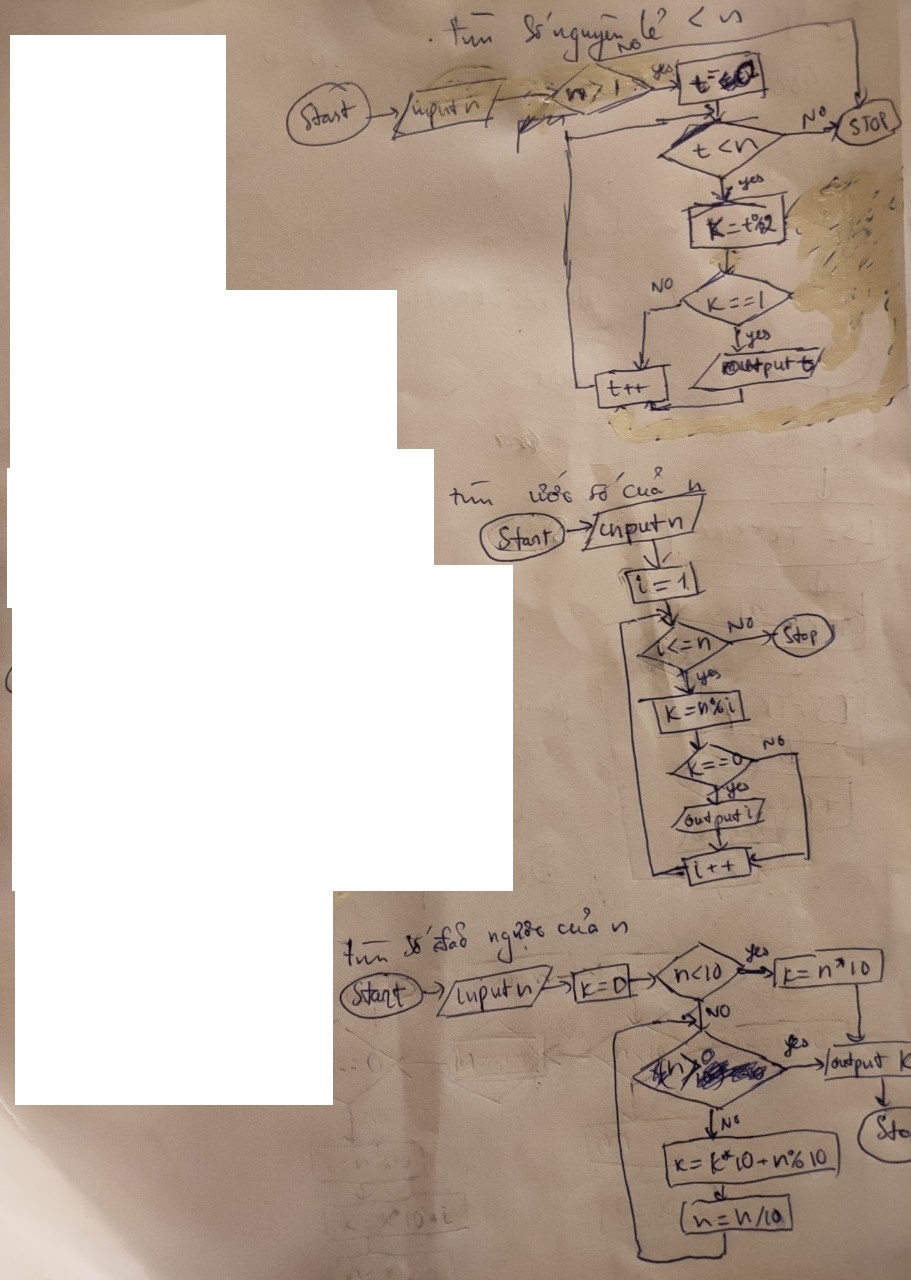 . tìm số nguyên lẻ < n
NO
Start
input n
n > 1
yes
t =
t < n
NO
STOP
yes
K = t%2
K == 1
NO
yes
output t
t++
tìm ước số của n
Start
input n
i = 1
i <= n
NO
Stop
yes
K = n%i
K == 0
NO
yes
output i
i++
tìm số đảo ngược của n
Start
input n
K = 0
n < 10
yes
K = n*10
NO
n > 0
yes
output K
NO
Sto
K = K*10 + n%10
n = n/10